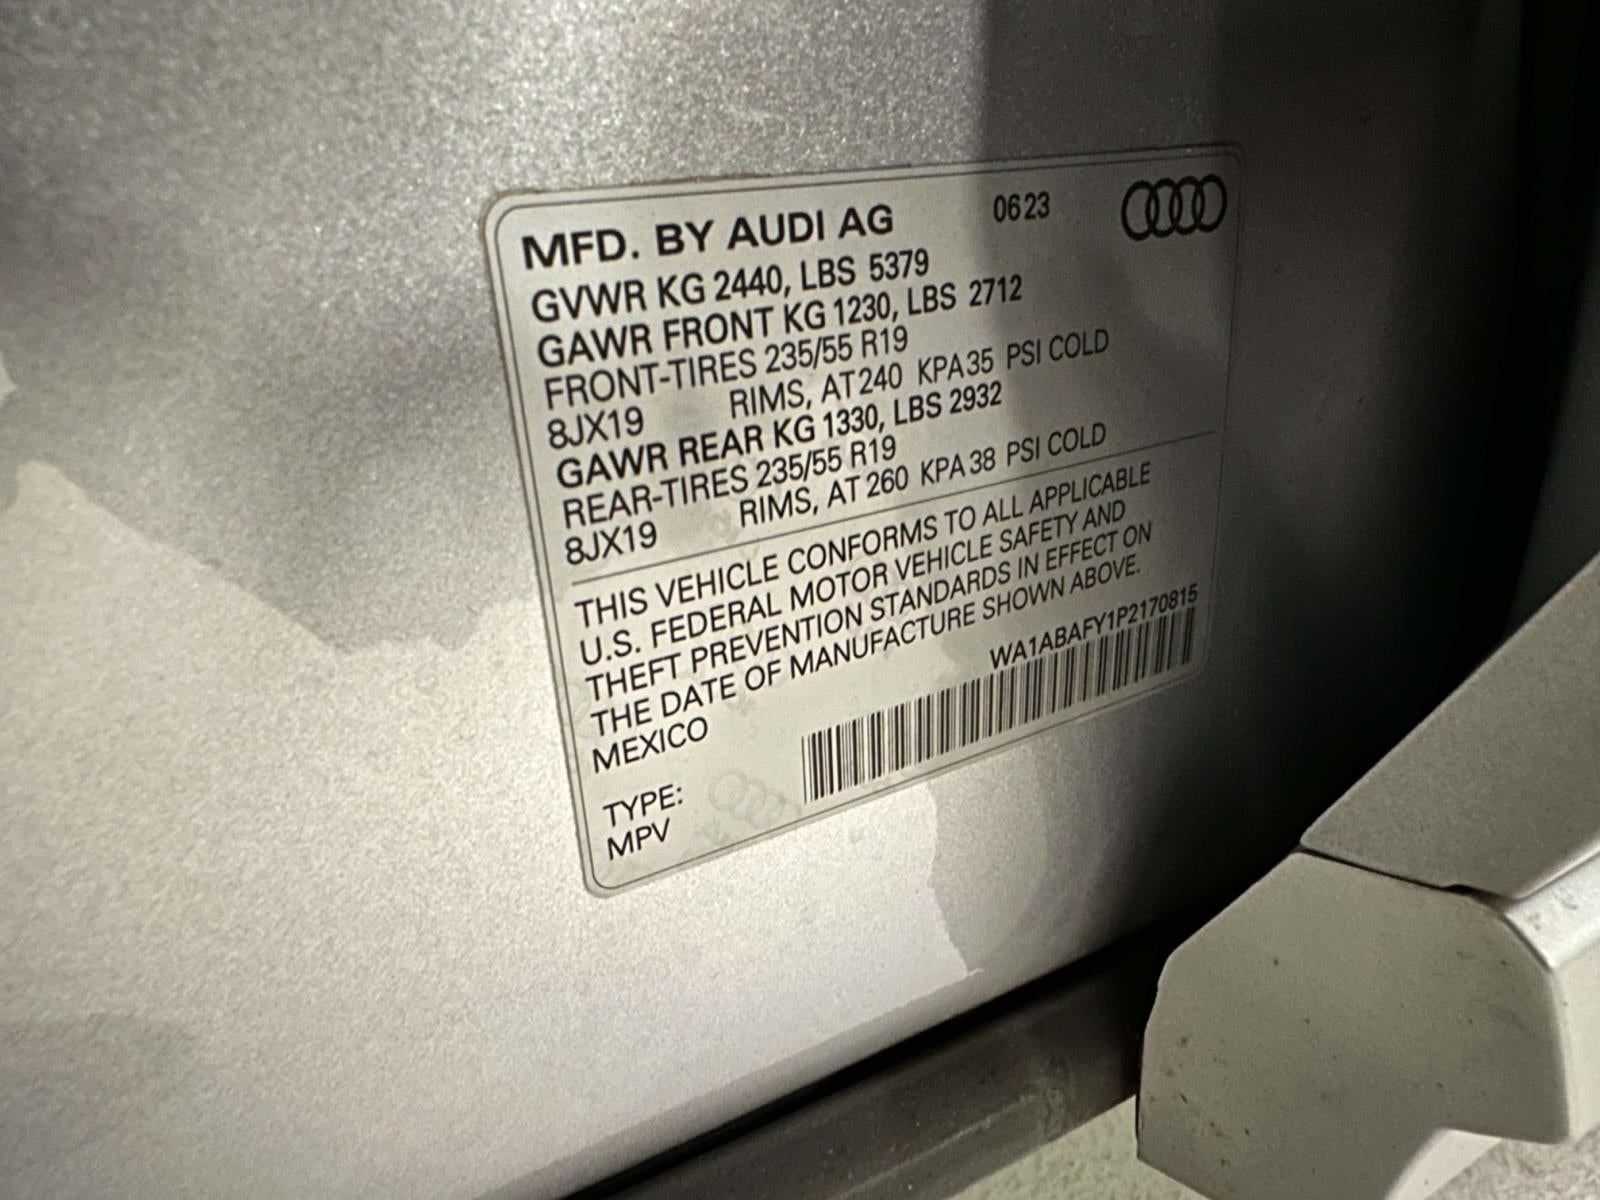 MFD. BY AUDI AG 0623
GVWR KG 2440, LBS 5379
GAWR FRONT KG 1230, LBS 2712
FRONT-TIRES 235/55 R19
8JX19 RIMS, AT 240 KPA 35 PSI COLD
GAWR REAR KG 1330, LBS 2932
REAR-TIRES 235/55 R19
8JX19 RIMS, AT 260 KPA 38 PSI COLD
THIS VEHICLE CONFORMS TO ALL APPLICABLE
U.S. FEDERAL MOTOR VEHICLE SAFETY AND
THEFT PREVENTION STANDARDS IN EFFECT ON
THE DATE OF MANUFACTURE SHOWN ABOVE.
MEXICO
WA1ABAFY1P2170815
TYPE:
MPV